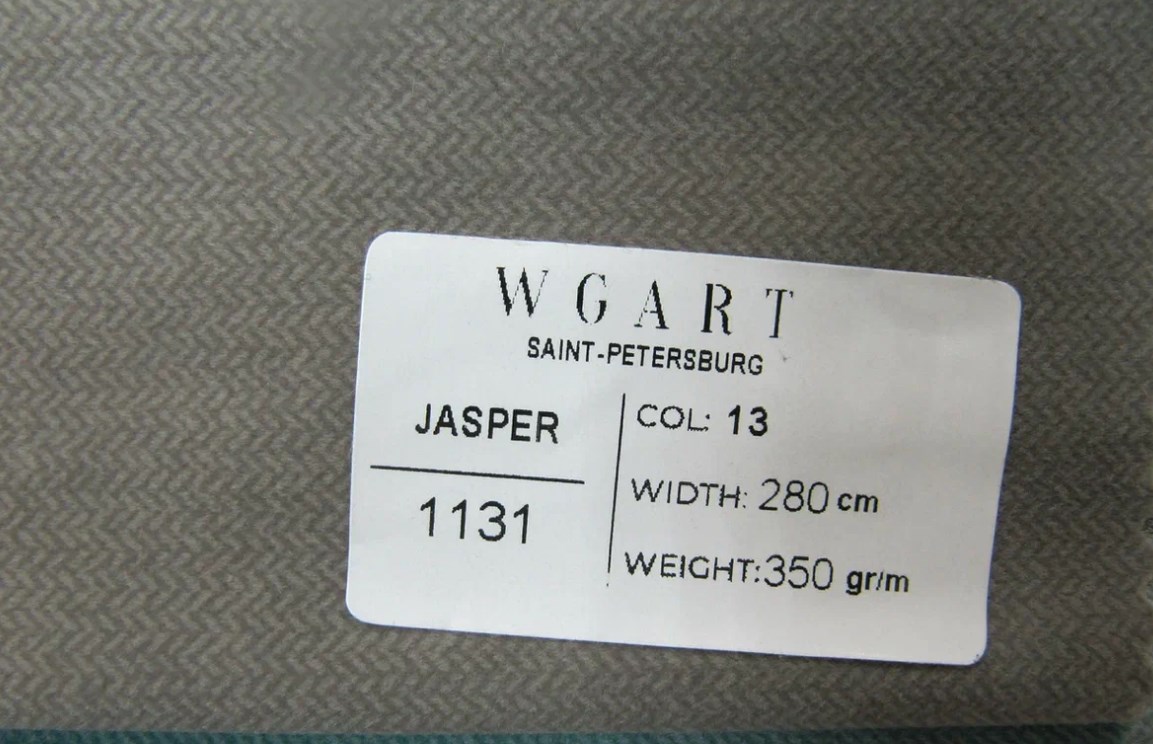 WGART
SAINT-PETERSBURG
JASPER
1131
COL: 13
WIDTH: 280 cm
WEIGHT:350 gr/m